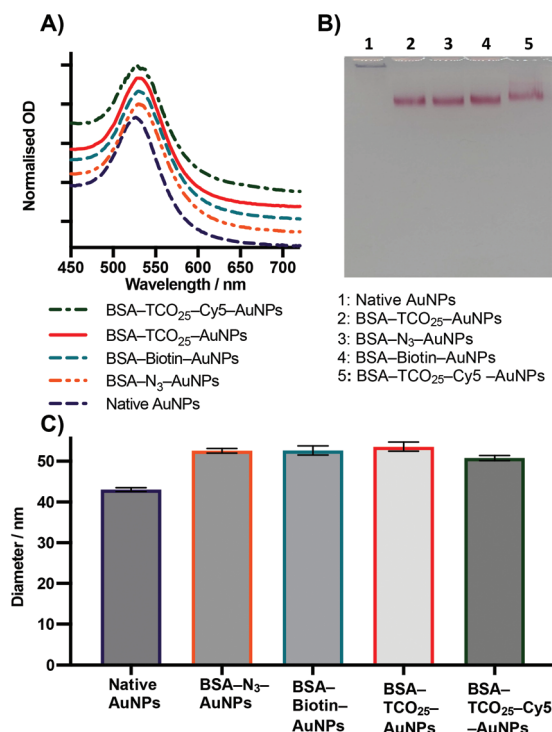 A)
Normalised OD
450 500 550 600 650 700
Wavelength / nm
BSA–TCO25–Cy5–AuNPs
BSA–TCO25–AuNPs
BSA–Biotin–AuNPs
BSA–N3–AuNPs
Native AuNPs
B)
1 2 3 4 5
1: Native AuNPs
2: BSA–TCO25–AuNPs
3: BSA–N3–AuNPs
4: BSA–Biotin–AuNPs
5: BSA–TCO25–Cy5 –AuNPs
C)
Diameter / nm
50
40
30
20
10
0
Native
AuNPs
BSA–N3–
AuNPs
BSA–
Biotin–
AuNPs
BSA–
TCO25–
AuNPs
BSA–
TCO25–Cy5
–AuNPs